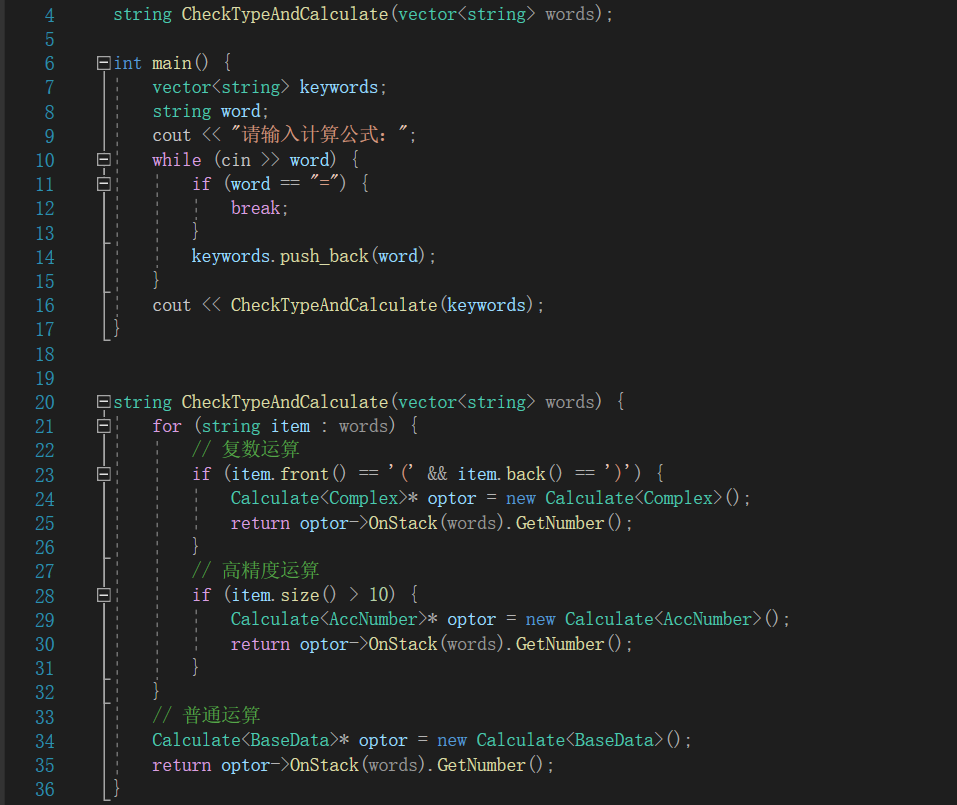 4 string CheckTypeAndCalculate(vector<string> words);
5
6 int main() {
7 vector<string> keywords;
8 string word;
9 cout << "请输入计算公式：";
10 while (cin >> word) {
11 if (word == "=") {
12 break;
13 }
14 keywords.push_back(word);
15 }
16 cout << CheckTypeAndCalculate(keywords);
17 }
18
19
20 string CheckTypeAndCalculate(vector<string> words) {
21 for (string item : words) {
22 // 复数运算
23 if (item.front() == '(' && item.back() == ')') {
24 Calculate<Complex>* optor = new Calculate<Complex>();
25 return optor->OnStack(words).GetNumber();
26 }
27 // 高精度运算
28 if (item.size() > 10) {
29 Calculate<AccNumber>* optor = new Calculate<AccNumber>();
30 return optor->OnStack(words).GetNumber();
31 }
32 }
33 // 普通运算
34 Calculate<BaseData>* optor = new Calculate<BaseData>();
35 return optor->OnStack(words).GetNumber();
36 }